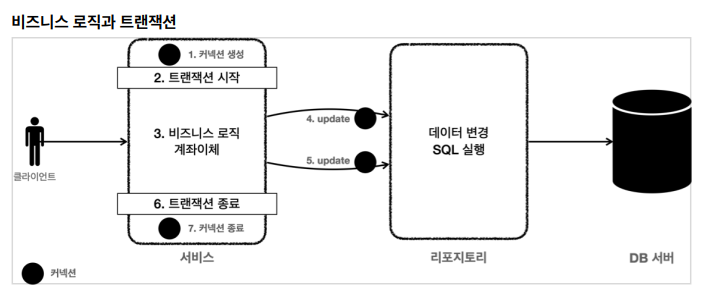 비즈니스 로직과 트랜잭션
1. 커넥션 생성
2. 트랜잭션 시작
3. 비즈니스 로직
계좌이체
4. update
5. update
데이터 변경
SQL 실행
클라이언트
6. 트랜잭션 종료
7. 커넥션 종료
서비스
리포지토리
DB 서버
커넥션